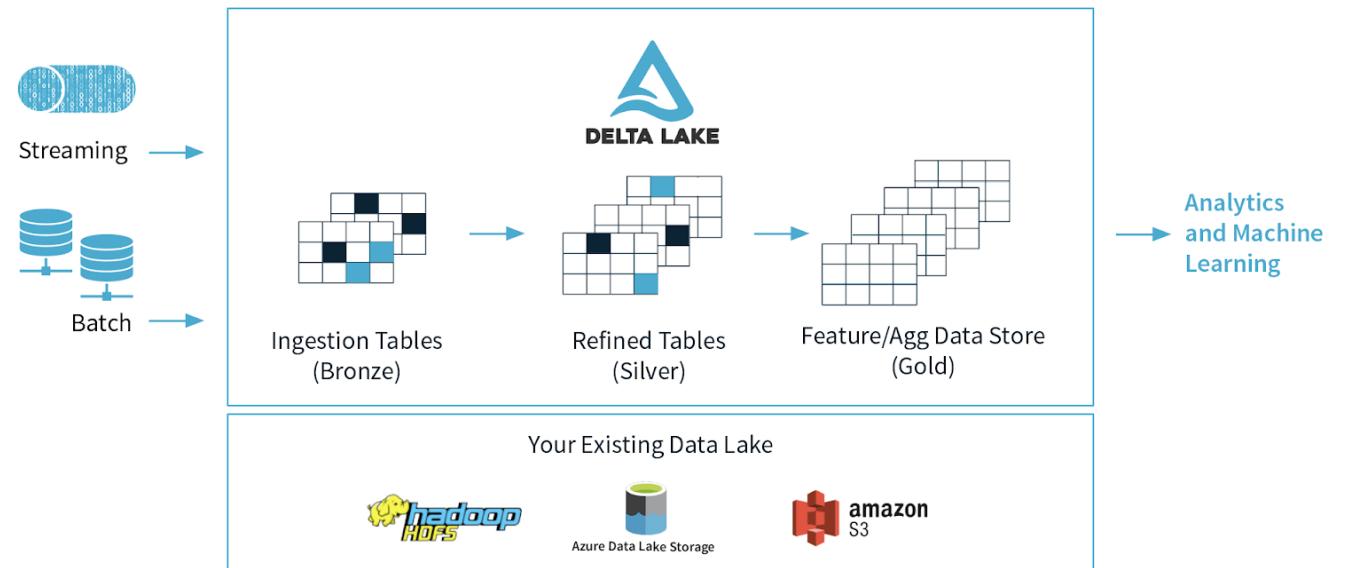 DELTA LAKE
Streaming
Batch
Ingestion Tables
(Bronze)
Refined Tables
(Silver)
Feature/Agg Data Store
(Gold)
Analytics
and Machine
Learning
Your Existing Data Lake
hadoop
HDFS
Azure Data Lake Storage
amazon
S3